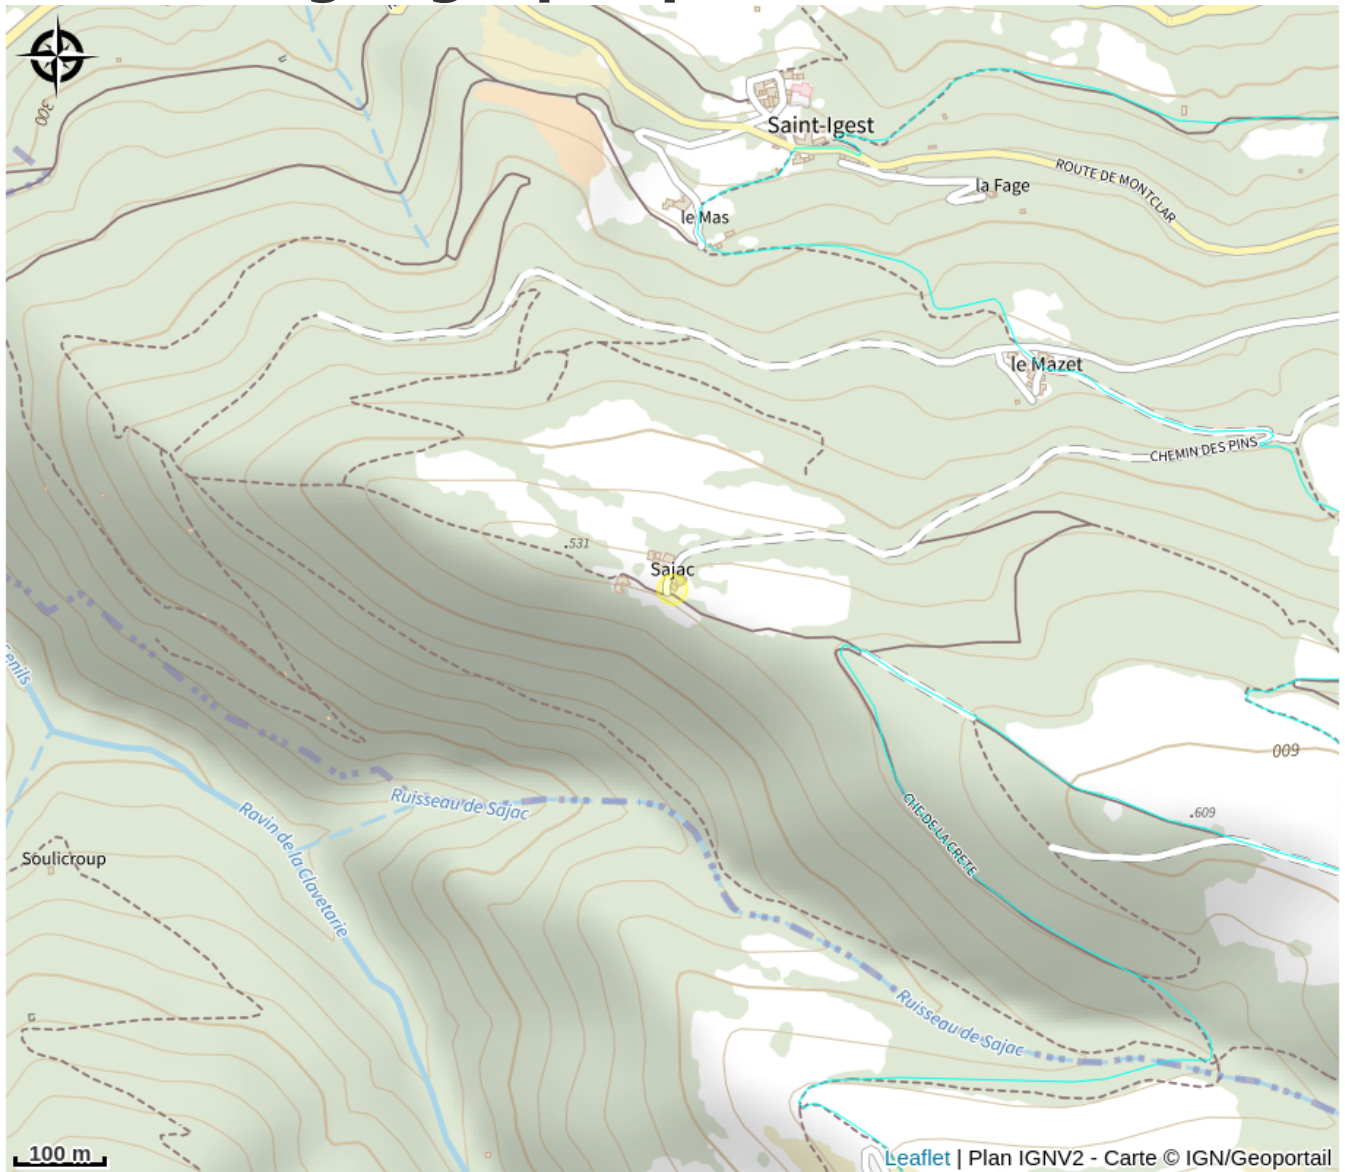 300
Saint-Igest
la Fage
ROUTE DE MONTCLAR
le Mas
le Mazet
CHEMIN DES PINS
.531
Sajac
enils
009
.609
Ruisseau de Sajac
CHE DE LA CRETE
Ravin de la Clavetarie
Soulicroup
Ruisseau de Sajac
100 m
Leaflet | Plan IGNV2 - Carte © IGN/Geoportail